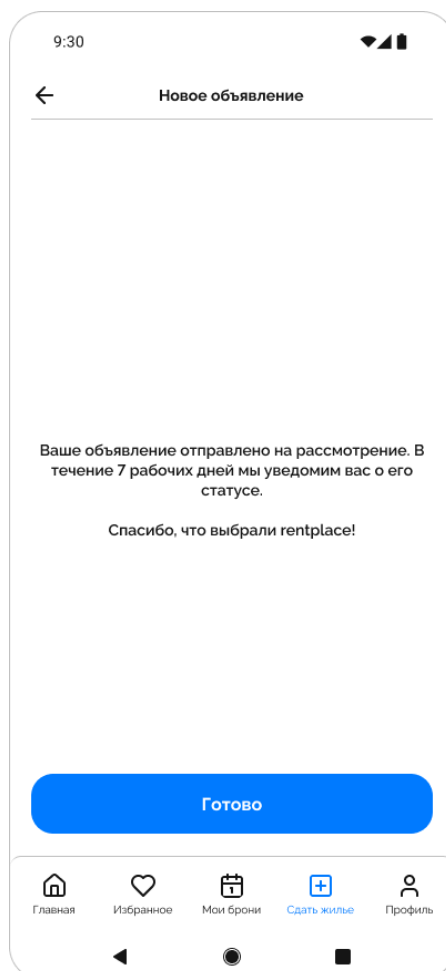 9:30
Новое объявление
Ваше объявление отправлено на рассмотрение. В
течение 7 рабочих дней мы уведомим вас о его
статусе.
Спасибо, что выбрали rentplace!
Готово
1
Главная
Избранное
Мои брони
Сдать жилье
Профиль